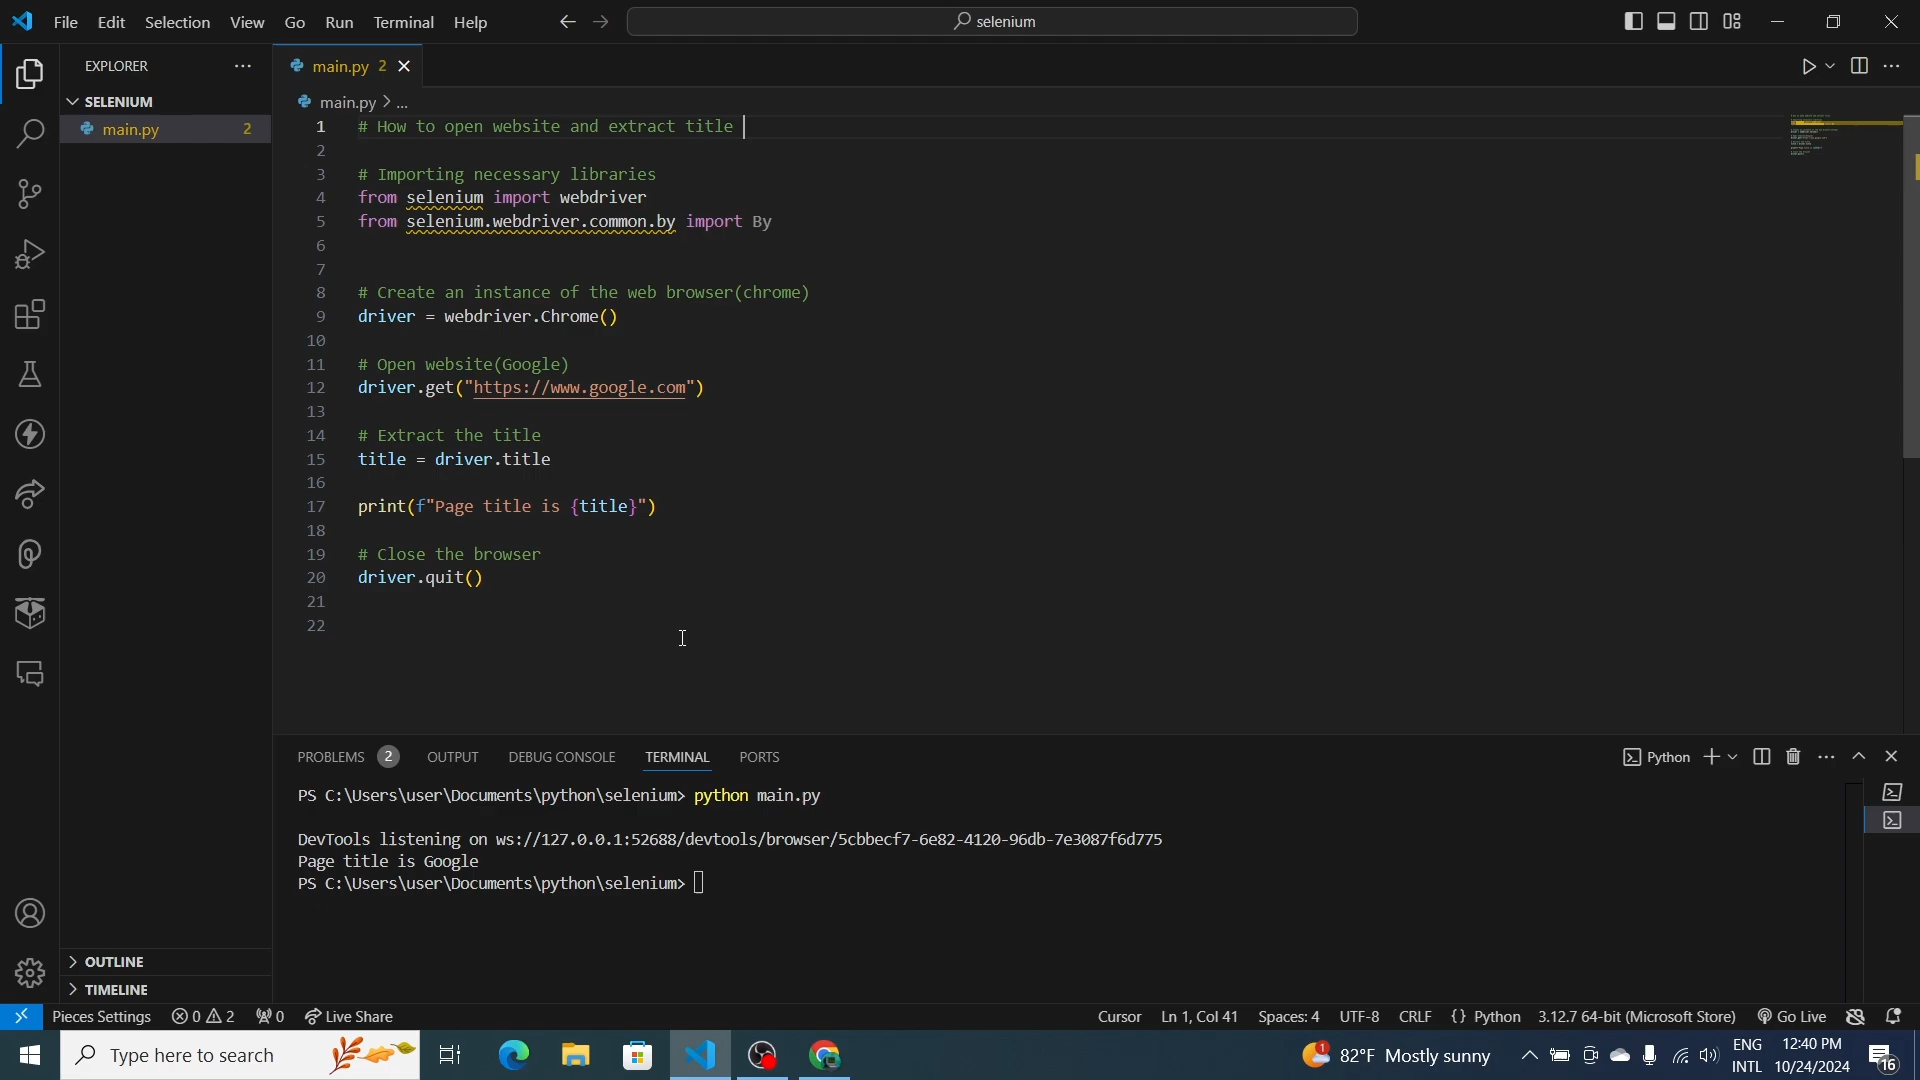 File Edit Selection View Go Run Terminal Help
selenium
EXPLORER
SELENIUM
main.py 2
main.py 2
main.py > ...
1 # How to open website and extract title
2
3 # Importing necessary libraries
4 from selenium import webdriver
5 from selenium.webdriver.common.by import By
6
7
8 # Create an instance of the web browser(chrome)
9 driver = webdriver.Chrome()
10
11 # Open website(Google)
12 driver.get("https://www.google.com")
13
14 # Extract the title
15 title = driver.title
16
17 print(f"Page title is {title}")
18
19 # Close the browser
20 driver.quit()
21
22
PROBLEMS 2 OUTPUT DEBUG CONSOLE TERMINAL PORTS
Python
PS C:\Users\user\Documents\python\selenium> python main.py
DevTools listening on ws://127.0.0.1:52688/devtools/browser/5cbbecf7-6e82-4120-96db-7e3087f6d775
Page title is Google
PS C:\Users\user\Documents\python\selenium>
OUTLINE
TIMELINE
Pieces Settings 0 2 0 Live Share Cursor Ln 1, Col 41 Spaces: 4 UTF-8 CRLF {} Python 3.12.7 64-bit (Microsoft Store) Go Live
Type here to search
1 82°F Mostly sunny
ENG
INTL
12:40 PM
10/24/2024
16